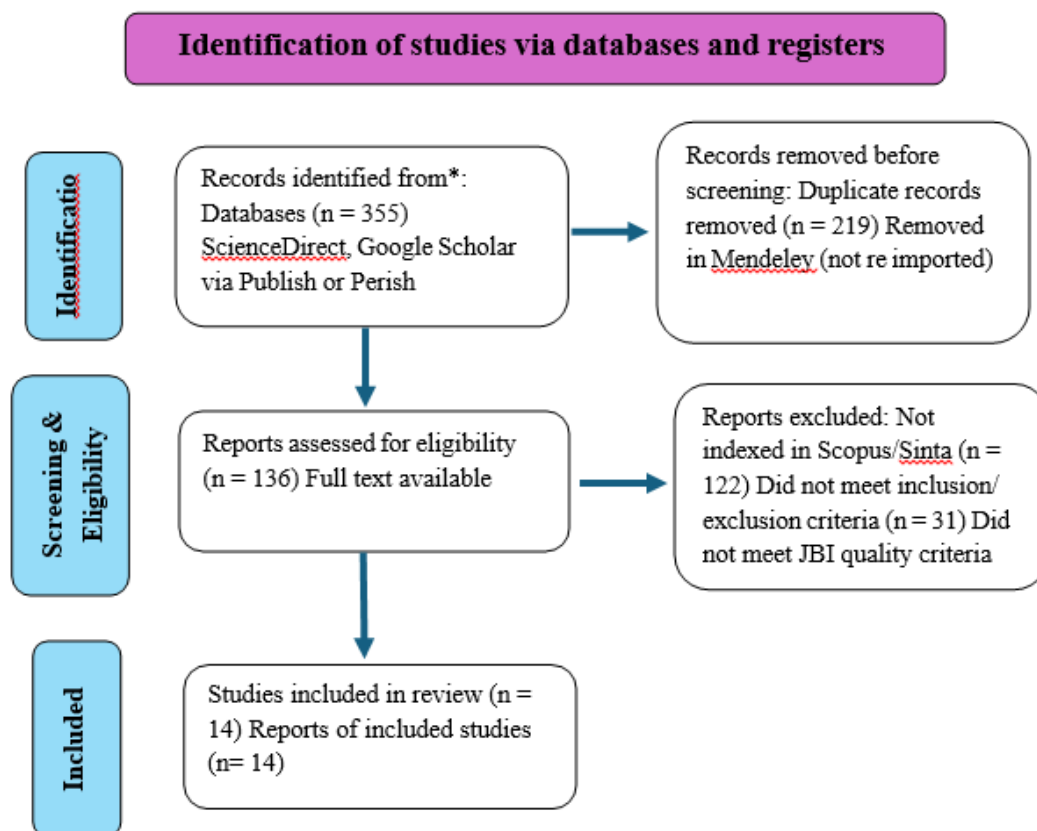 Identification of studies via databases and registers
Identificatio
Records identified from*:
Databases (n = 355)
ScienceDirect, Google Scholar
via Publish or Perish
Records removed before
screening: Duplicate records
removed (n = 219) Removed
in Mendeley (not re imported)
Screening &
Eligibility
Reports assessed for eligibility
(n = 136) Full text available
Reports excluded: Not
indexed in Scopus/Sinta (n =
122) Did not meet inclusion/
exclusion criteria (n = 31) Did
not meet JBI quality criteria
Included
Studies included in review (n =
14) Reports of included studies
(n= 14)